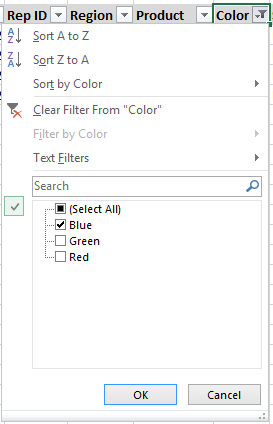 Rep ID Region Product Color
Sort A to Z
Sort Z to A
Sort by Color
Clear Filter From "Color"
Filter by Color
Text Filters
Search
(Select All)
Blue
Green
Red
OK Cancel